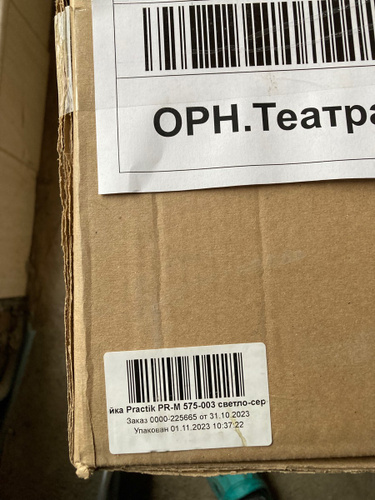 ОРН.Театра
йка Practik PR-M 575-003 светло-сер
Заказ 0000-225665 от 31.10.2023
Упакован 01.11.2023 10:37:22